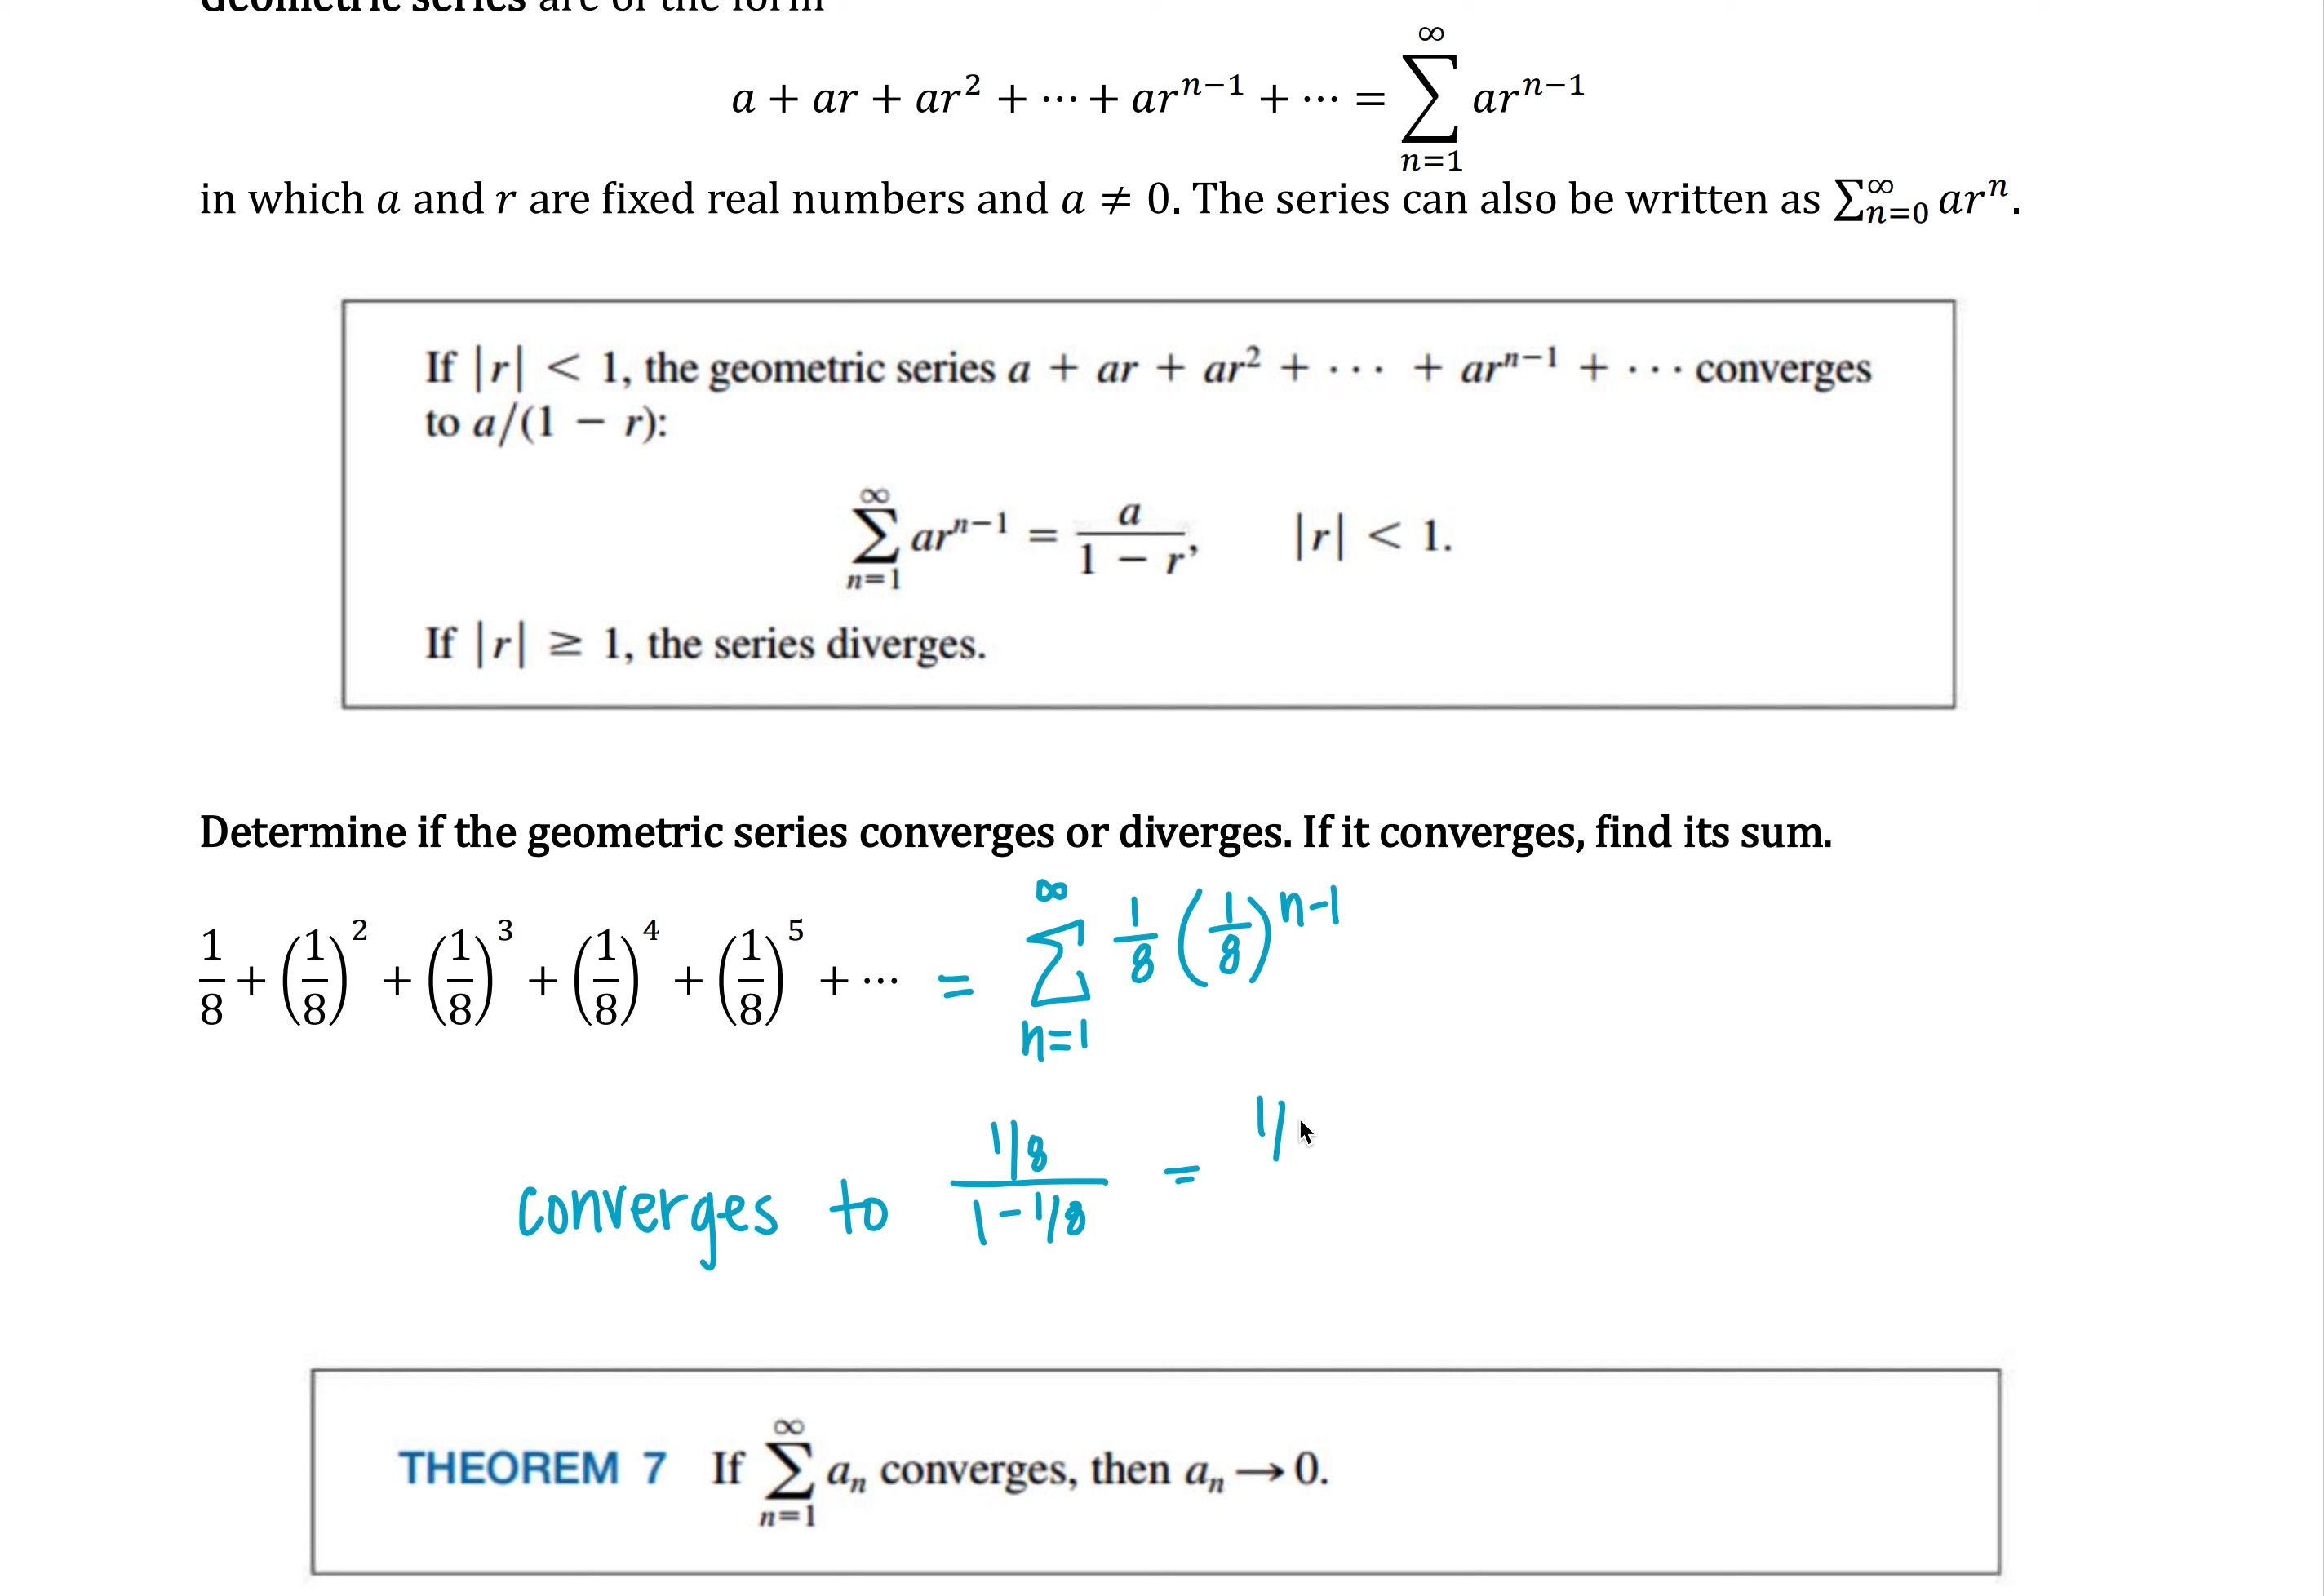 Geometric series are of the form
a + ar + ar² + ⋯ + arⁿ⁻¹ + ⋯ = ∑_{n=1}^{∞} arⁿ⁻¹
in which a and r are fixed real numbers and a ≠ 0. The series can also be written as ∑_{n=0}^{∞} arⁿ.
If |r| < 1, the geometric series a + ar + ar² + ⋯ + arⁿ⁻¹ + ⋯ converges
to a/(1 − r):
∑_{n=1}^{∞} arⁿ⁻¹ = a/(1 − r), |r| < 1.
If |r| ≥ 1, the series diverges.
Determine if the geometric series converges or diverges. If it converges, find its sum.
1/8 + (1/8)² + (1/8)³ + (1/8)⁴ + (1/8)⁵ + ⋯ = ∑_{n=1}^{∞} 1/8 (1/8)^{n-1}
converges to (1/8)/(1-1/8) = 1/
THEOREM 7 If ∑_{n=1}^{∞} aₙ converges, then aₙ → 0.